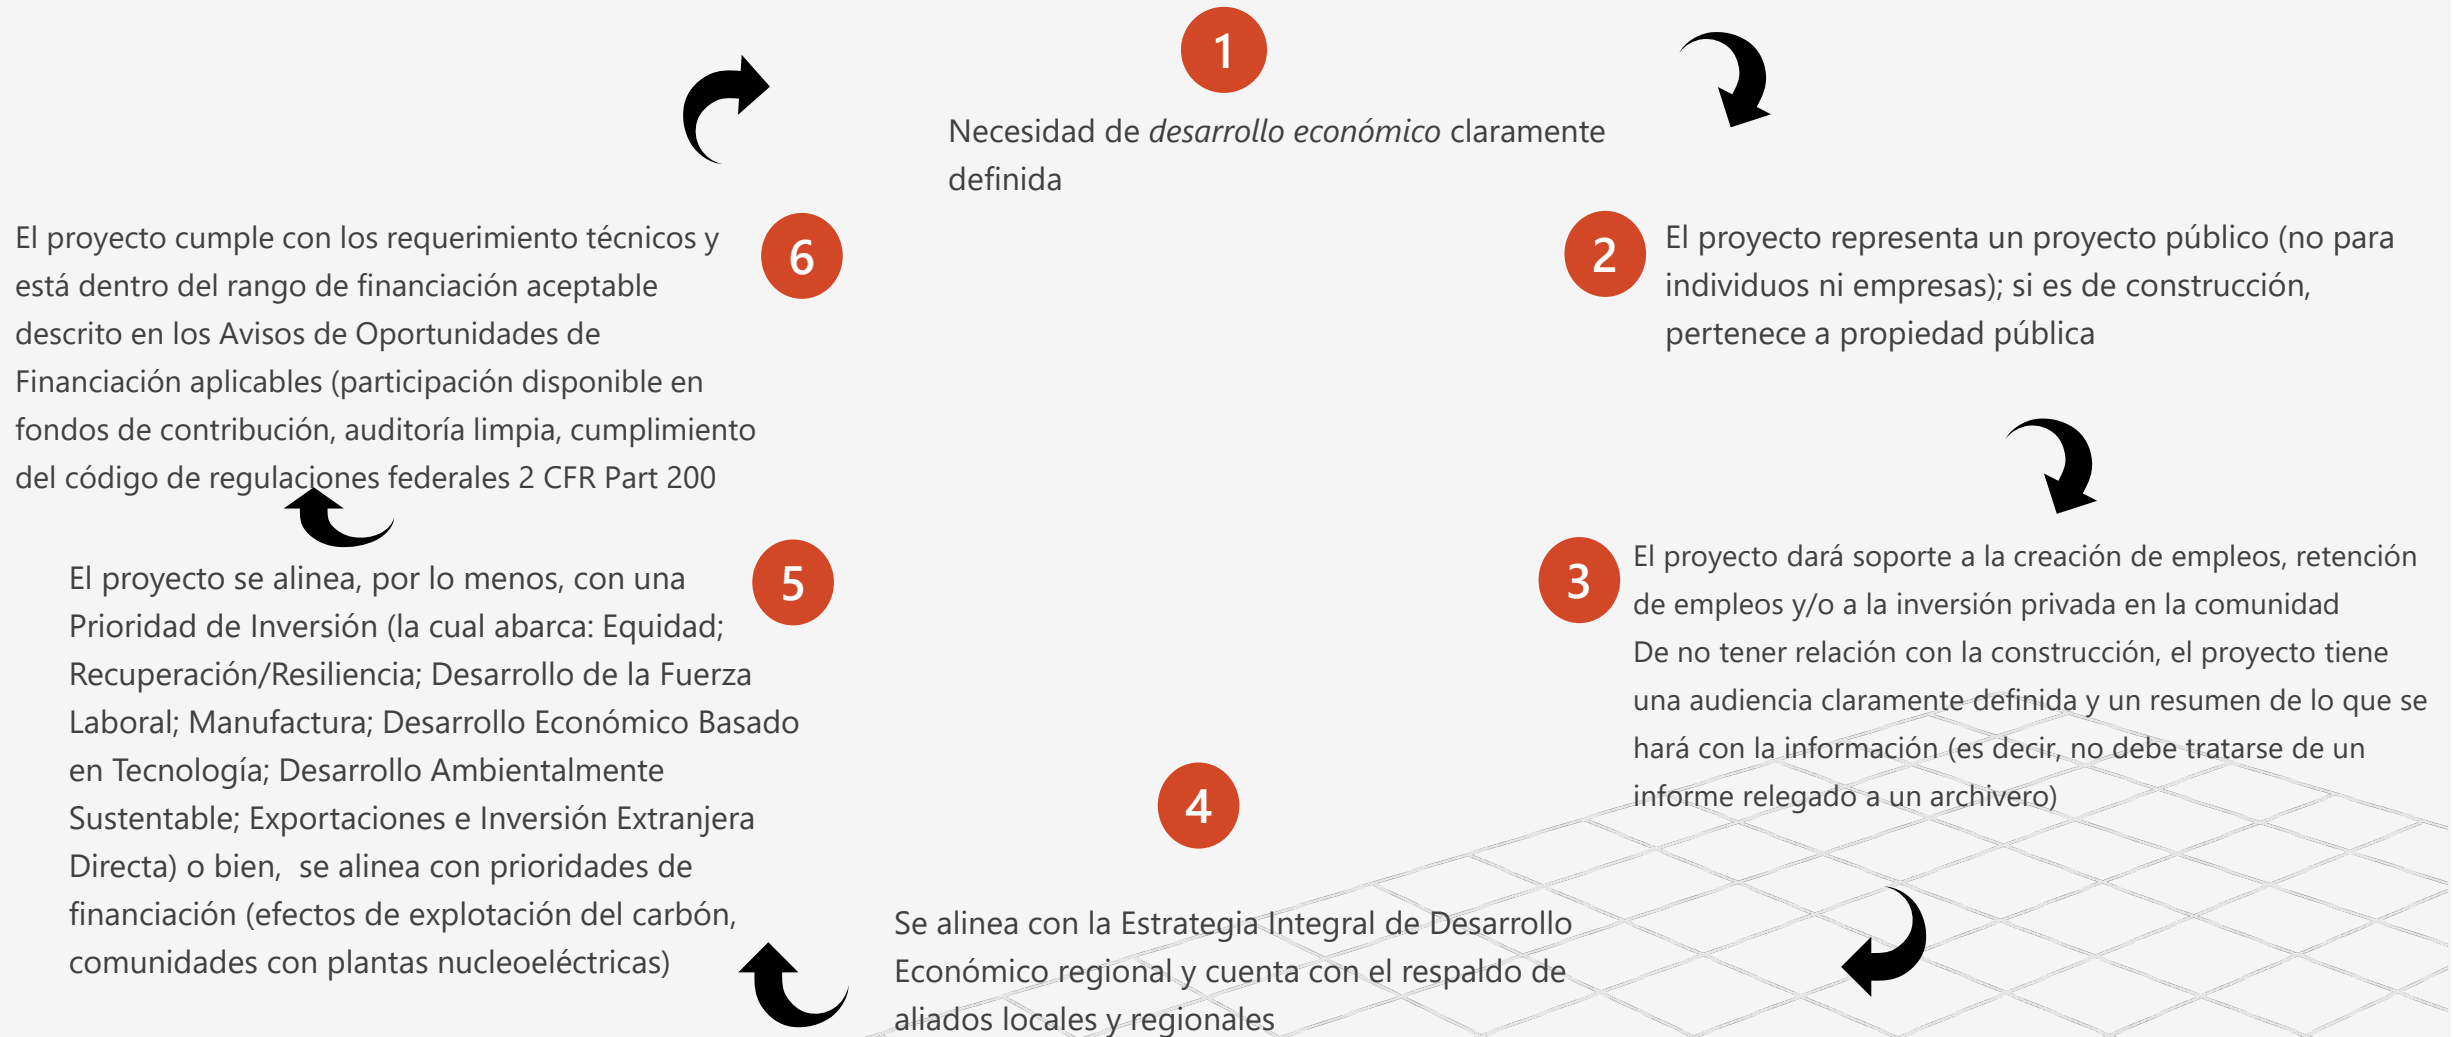 1
Necesidad de desarrollo económico claramente
definida
2
El proyecto representa un proyecto público (no para
individuos ni empresas); si es de construcción,
pertenece a propiedad pública
3
El proyecto dará soporte a la creación de empleos, retención
de empleos y/o a la inversión privada en la comunidad
De no tener relación con la construcción, el proyecto tiene
una audiencia claramente definida y un resumen de lo que se
hará con la información (es decir, no debe tratarse de un
informe relegado a un archivero)
4
Se alinea con la Estrategia Integral de Desarrollo
Económico regional y cuenta con el respaldo de
aliados locales y regionales
5
El proyecto se alinea, por lo menos, con una
Prioridad de Inversión (la cual abarca: Equidad;
Recuperación/Resiliencia; Desarrollo de la Fuerza
Laboral; Manufactura; Desarrollo Económico Basado
en Tecnología; Desarrollo Ambientalmente
Sustentable; Exportaciones e Inversión Extranjera
Directa) o bien,  se alinea con prioridades de
financiación (efectos de explotación del carbón,
comunidades con plantas nucleoeléctricas)
6
El proyecto cumple con los requerimiento técnicos y
está dentro del rango de financiación aceptable
descrito en los Avisos de Oportunidades de
Financiación aplicables (participación disponible en
fondos de contribución, auditoría limpia, cumplimiento
del código de regulaciones federales 2 CFR Part 200